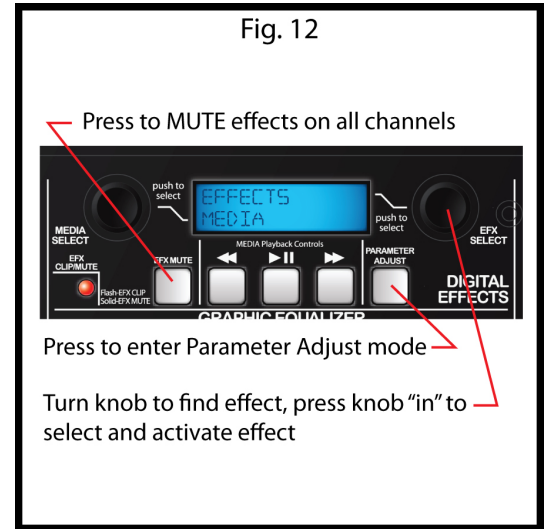 Fig. 12
Press to MUTE effects on all channels
push to
select
EFFECTS
MEDIA
push to
select
MEDIA
SELECT
EFX
SELECT
EFX
CLIP/MUTE
EFX MUTE
MEDIA Playback Controls
PARAMETER
ADJUST
Flash-EFX CLIP
Solid-EFX MUTE
DIGITAL
EFFECTS
GRAPHIC EQUALIZER
Press to enter Parameter Adjust mode
Turn knob to find effect, press knob “in” to
select and activate effect